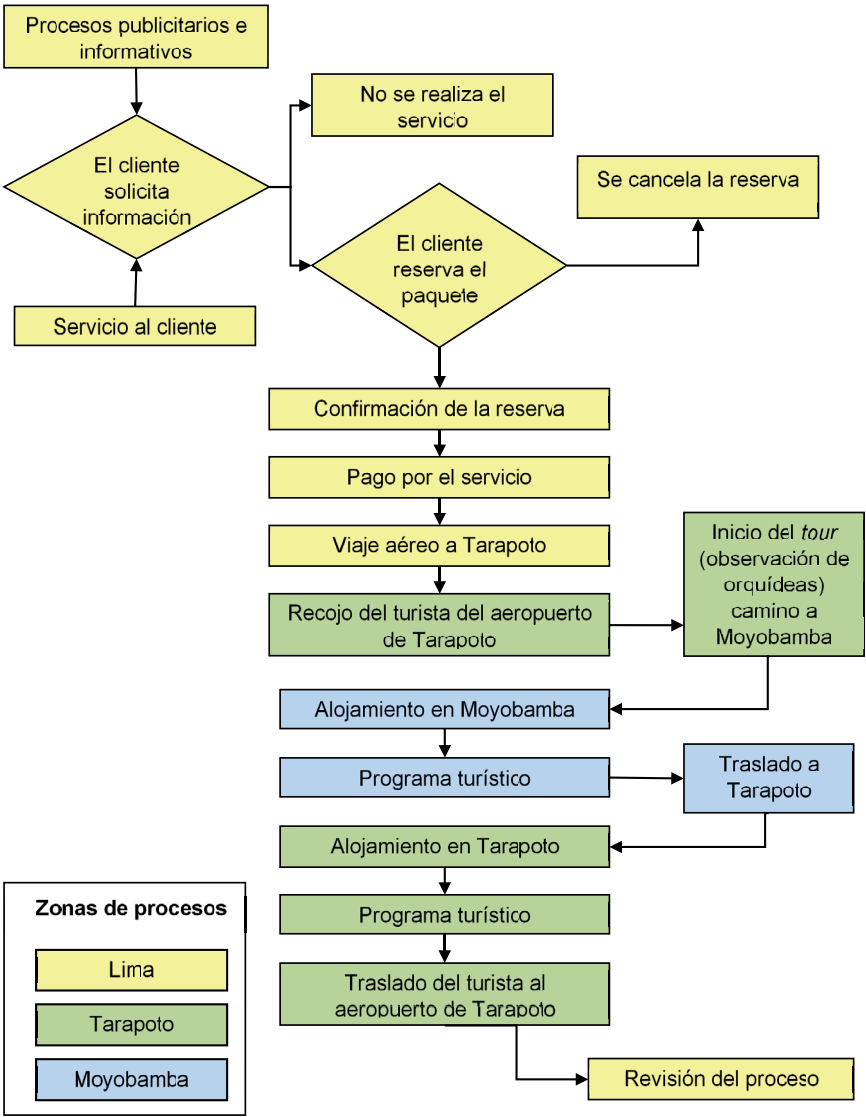 Procesos publicitarios e
informativos
No se realiza el
servicio
El cliente
solicita
información
Se cancela la reserva
El cliente
reserva el
paquete
Servicio al cliente
Confirmación de la reserva
Pago por el servicio
Viaje aéreo a Tarapoto
Inicio del tour
(observación de
orquídeas)
camino a
Moyobamba
Recojo del turista del aeropuerto
de Tarapoto
Alojamiento en Moyobamba
Programa turístico
Traslado a
Tarapoto
Alojamiento en Tarapoto
Programa turístico
Traslado del turista al
aeropuerto de Tarapoto
Revisión del proceso
Zonas de procesos
Lima
Tarapoto
Moyobamba